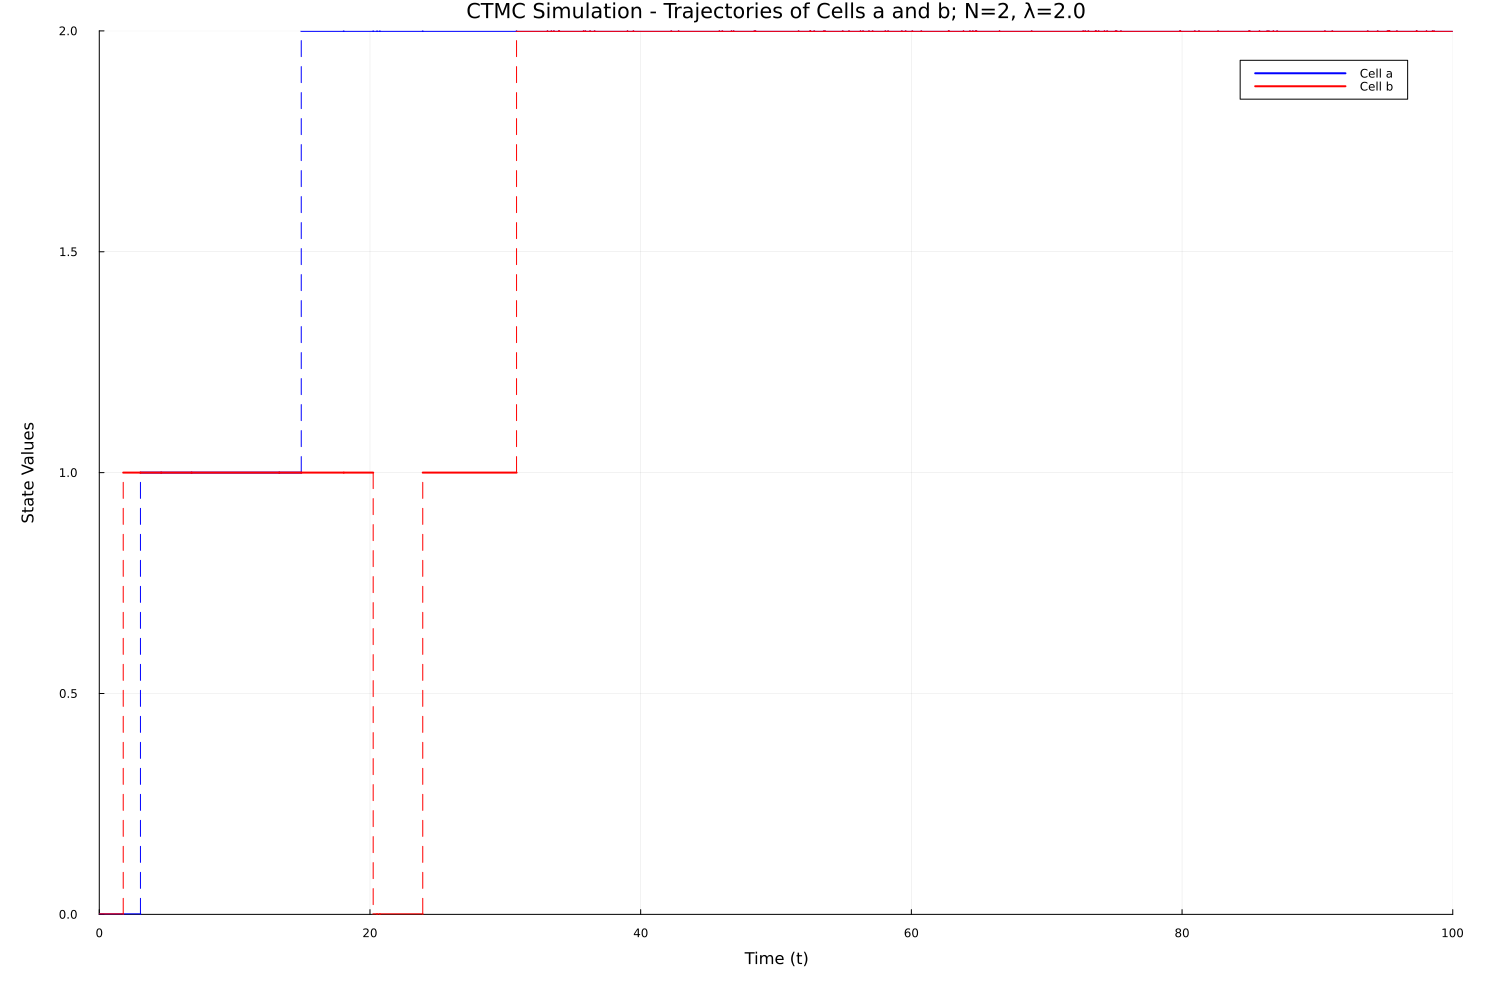 CTMC Simulation - Trajectories of Cells a and b; N=2, λ=2.0
2.0
Cell a
Cell b
1.5
State Values
1.0
0.5
0.0
0 20 40 60 80 100
Time (t)